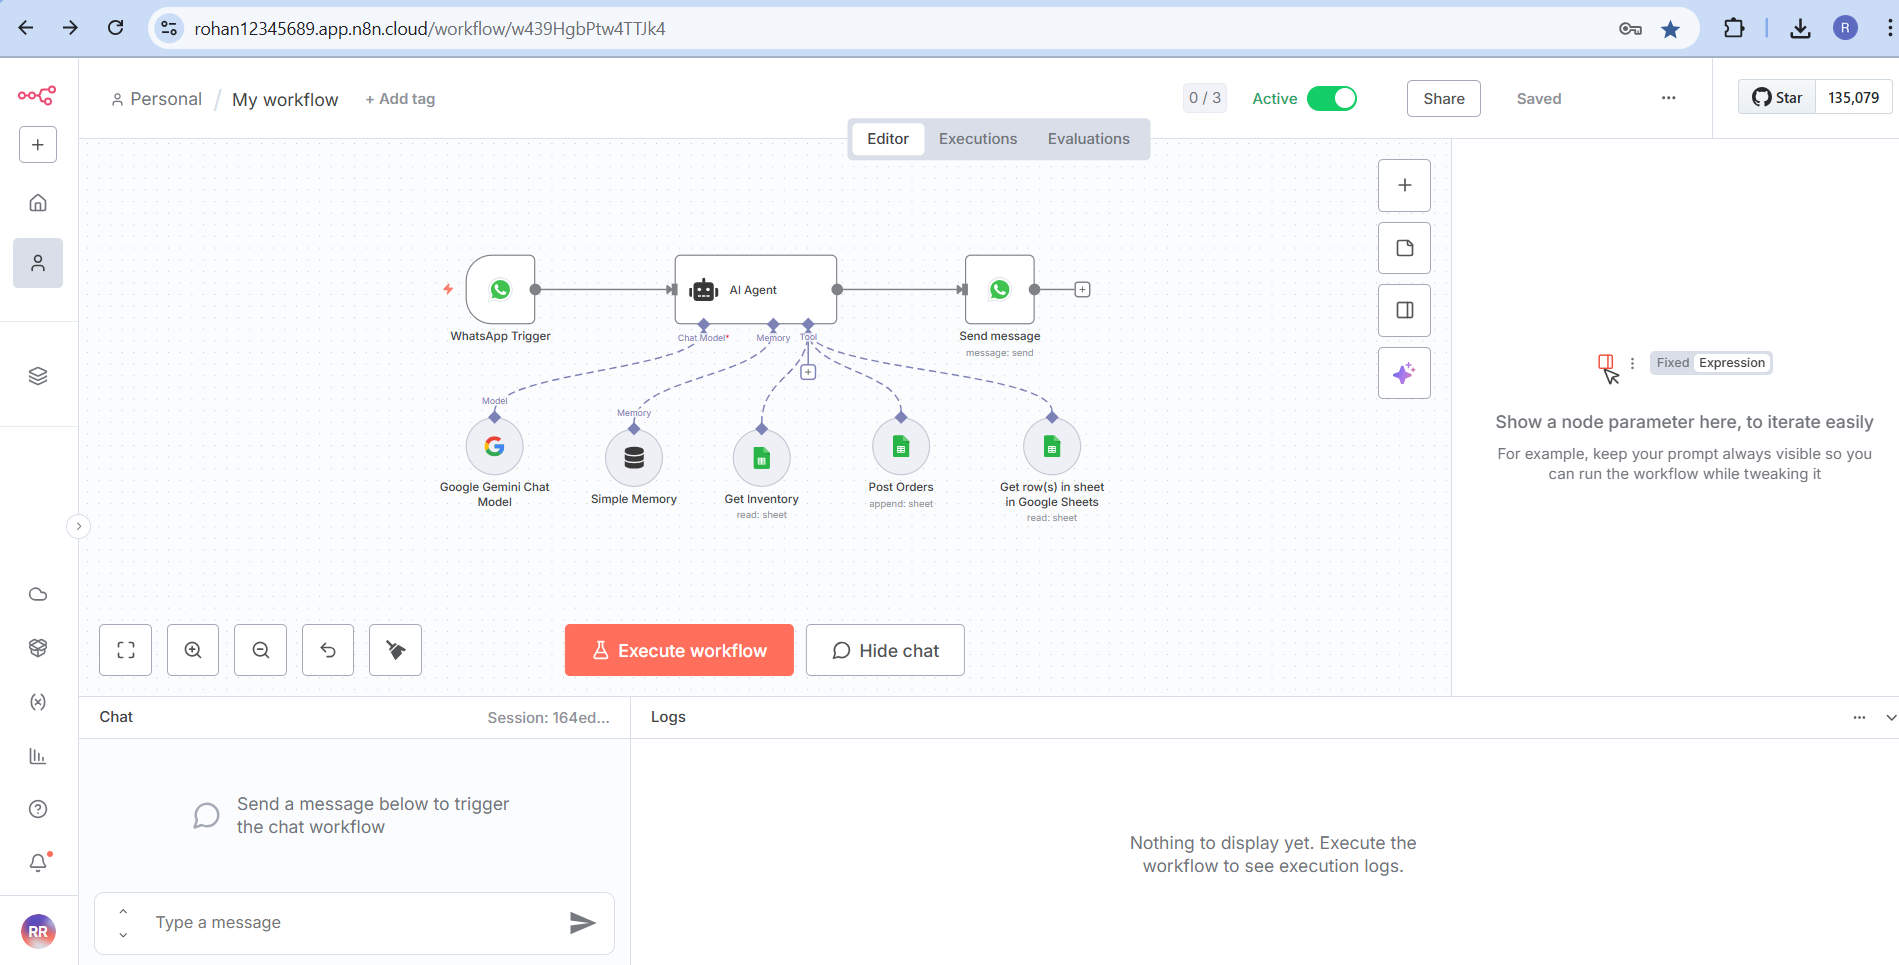 rohan12345689.app.n8n.cloud/workflow/w439HgbPtw4TTJk4
R
Personal / My workflow + Add tag
0 / 3 Active Share Saved ... Star 135,079
Editor Executions Evaluations
AI Agent
WhatsApp Trigger
Chat Model*
Memory
Tool
Send message
message: send
Model
Memory
Google Gemini Chat
Model
Simple Memory
Get Inventory
read: sheet
Post Orders
append: sheet
Get row(s) in sheet
in Google Sheets
read: sheet
Fixed Expression
Show a node parameter here, to iterate easily
For example, keep your prompt always visible so you
can run the workflow while tweaking it
Execute workflow
Hide chat
Chat
Session: 164ed...
Logs
Send a message below to trigger
the chat workflow
Nothing to display yet. Execute the
workflow to see execution logs.
Type a message
RR